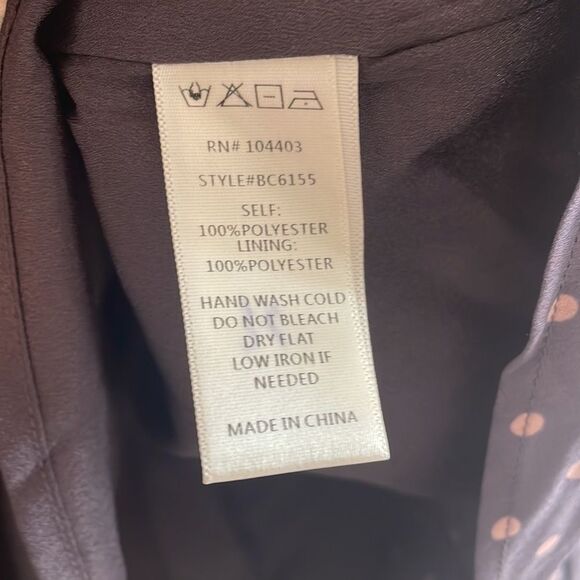 RN# 104403
STYLE#BC6155
SELF:
100%POLYESTER
LINING:
100%POLYESTER
HAND WASH COLD
DO NOT BLEACH
DRY FLAT
LOW IRON IF
NEEDED
MADE IN CHINA